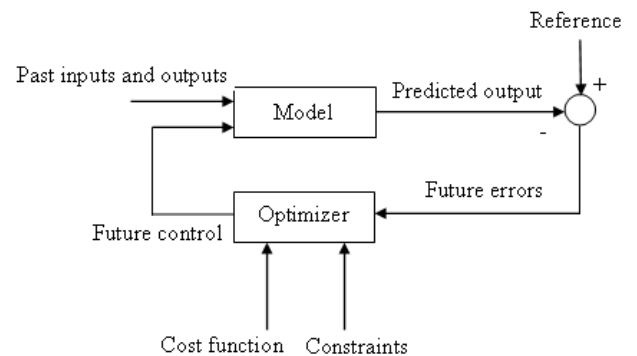 Reference
Past inputs and outputs
Predicted output
+
Model
-
Future errors
Optimizer
Future control
Cost function
Constraints